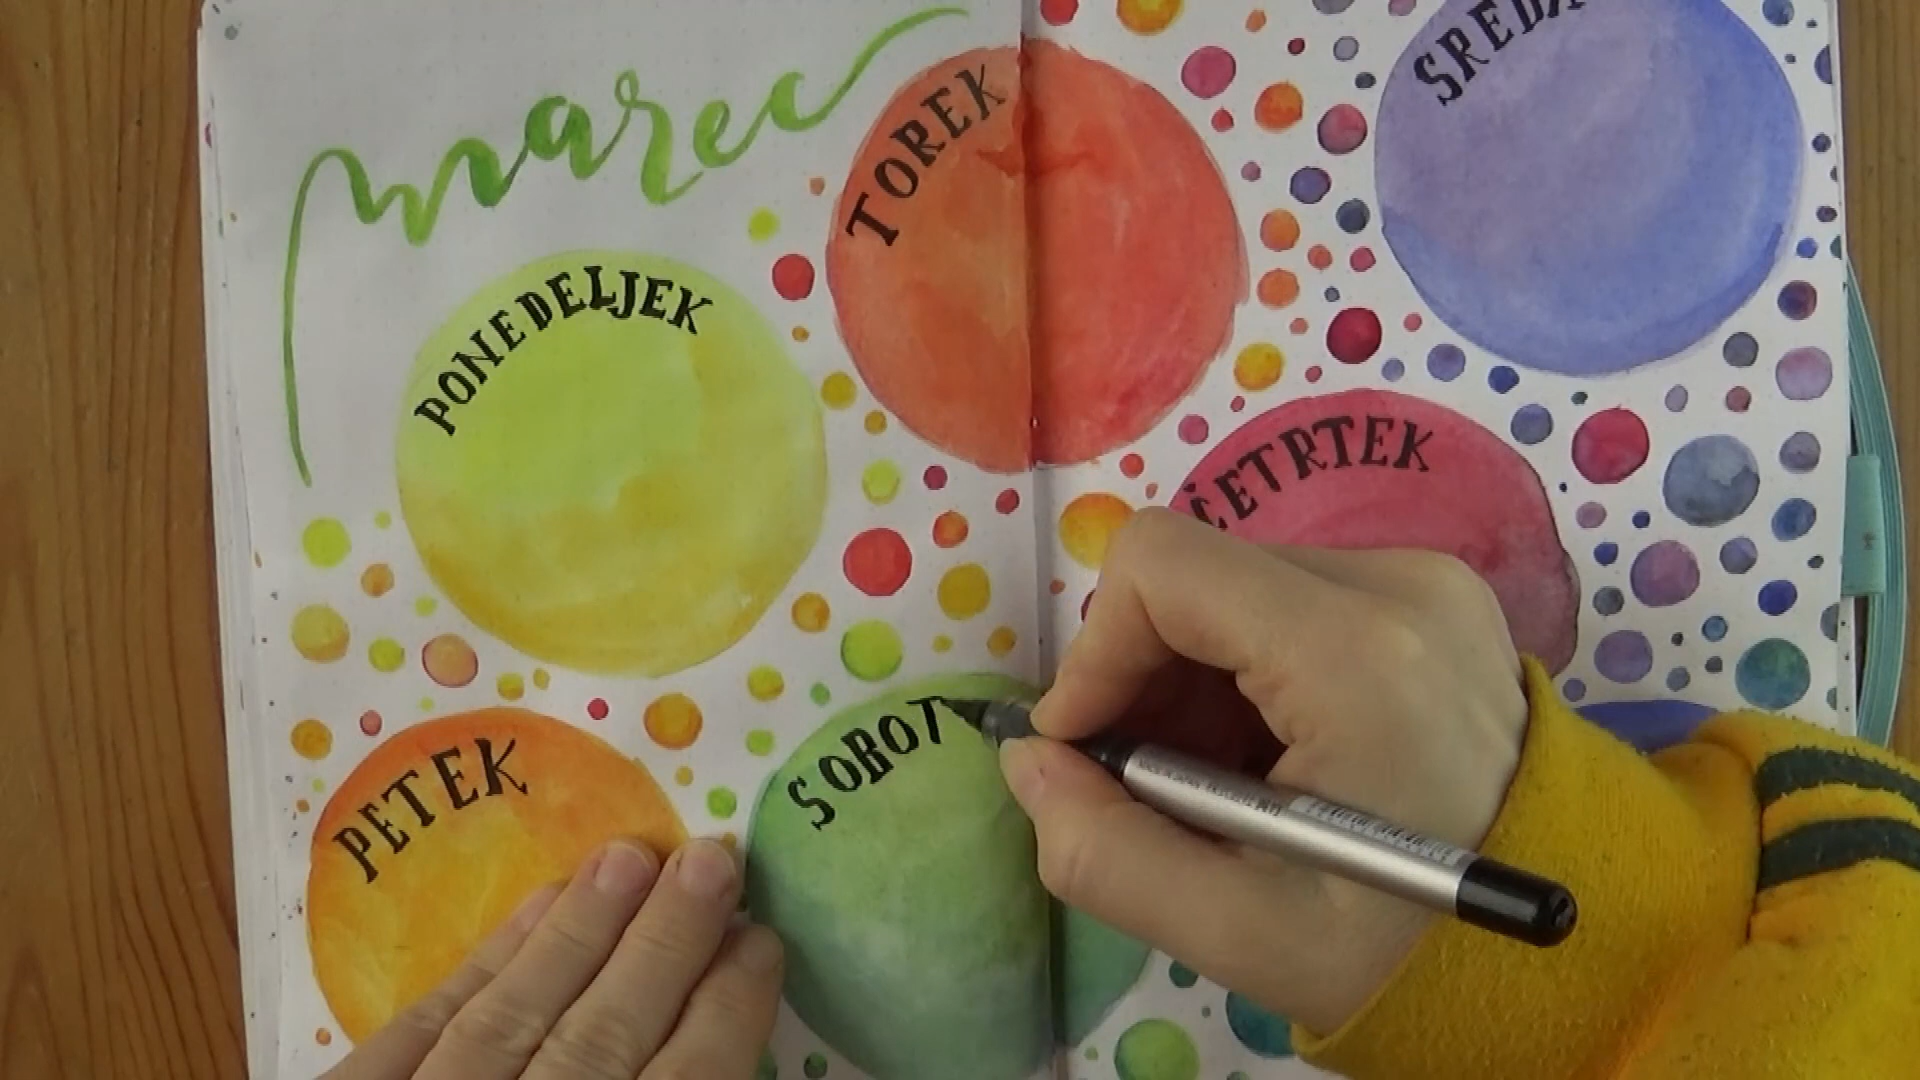 marec
TOREK
SREDA
PONEDELJEK
ČETRTEK
PETEK
SOBOT